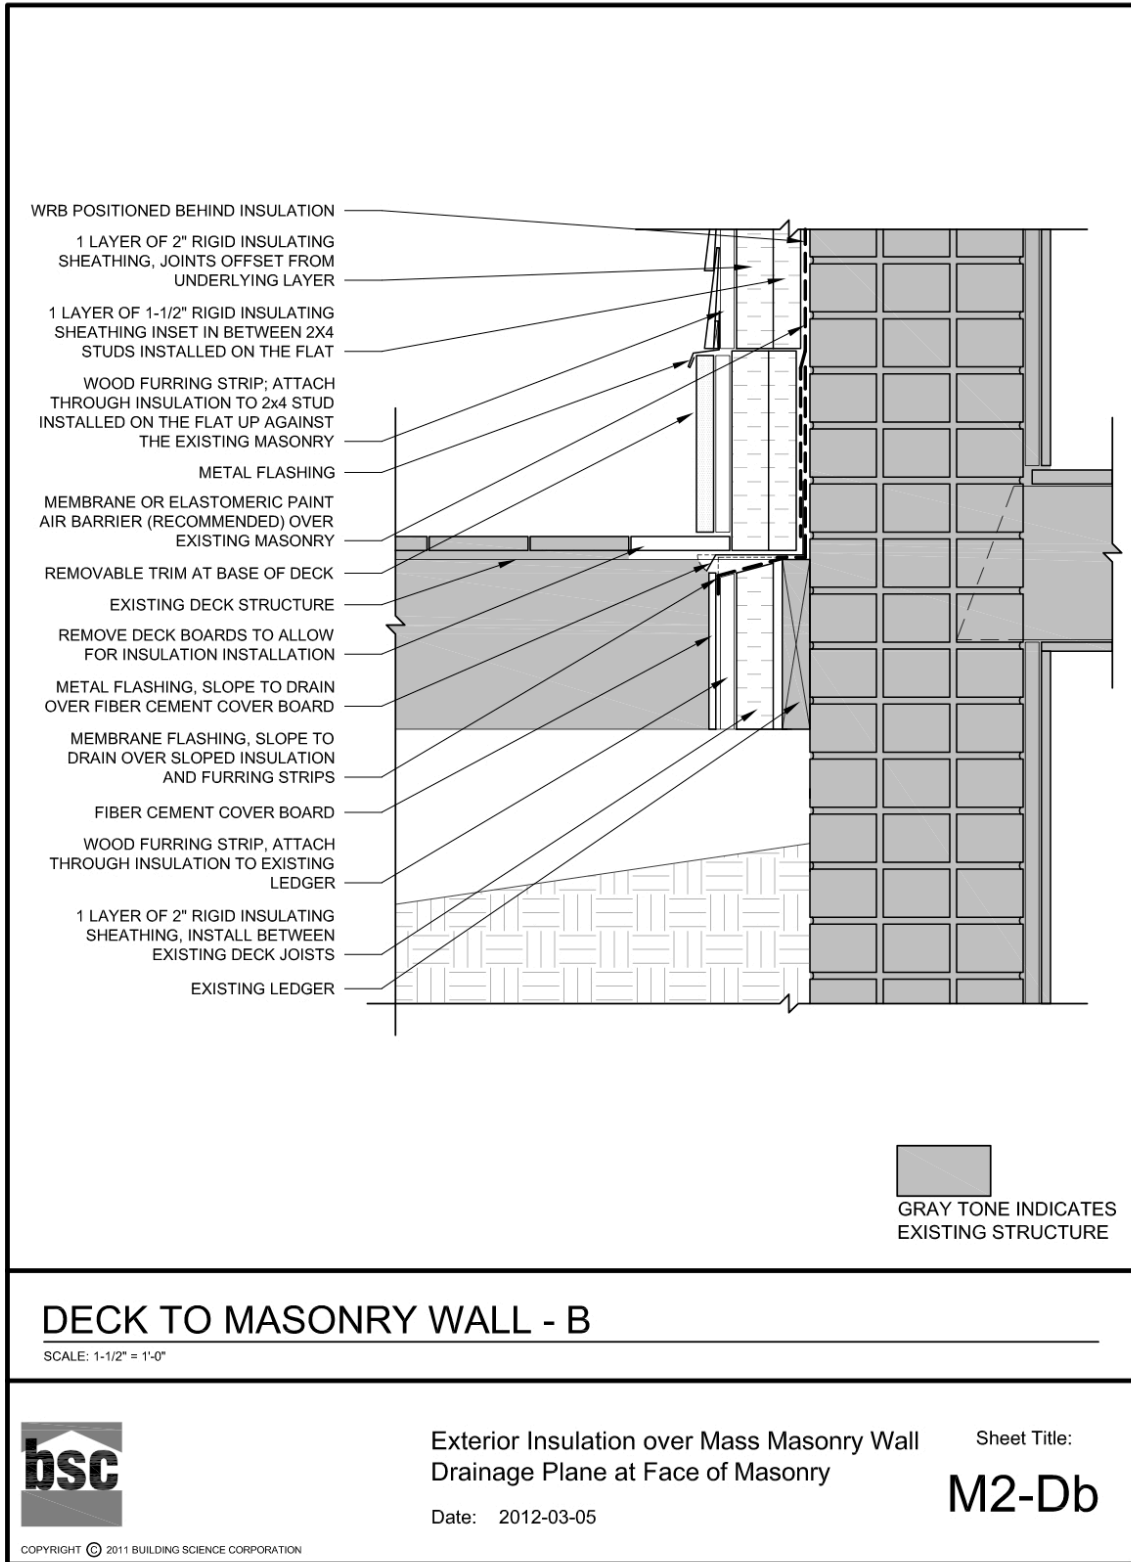 WRB POSITIONED BEHIND INSULATION
1 LAYER OF 2" RIGID INSULATING
SHEATHING, JOINTS OFFSET FROM
UNDERLYING LAYER
1 LAYER OF 1-1/2" RIGID INSULATING
SHEATHING INSET IN BETWEEN 2X4
STUDS INSTALLED ON THE FLAT
WOOD FURRING STRIP; ATTACH
THROUGH INSULATION TO 2x4 STUD
INSTALLED ON THE FLAT UP AGAINST
THE EXISTING MASONRY
METAL FLASHING
MEMBRANE OR ELASTOMERIC PAINT
AIR BARRIER (RECOMMENDED) OVER
EXISTING MASONRY
REMOVABLE TRIM AT BASE OF DECK
EXISTING DECK STRUCTURE
REMOVE DECK BOARDS TO ALLOW
FOR INSULATION INSTALLATION
METAL FLASHING, SLOPE TO DRAIN
OVER FIBER CEMENT COVER BOARD
MEMBRANE FLASHING, SLOPE TO
DRAIN OVER SLOPED INSULATION
AND FURRING STRIPS
FIBER CEMENT COVER BOARD
WOOD FURRING STRIP, ATTACH
THROUGH INSULATION TO EXISTING
LEDGER
1 LAYER OF 2" RIGID INSULATING
SHEATHING, INSTALL BETWEEN
EXISTING DECK JOISTS
EXISTING LEDGER
GRAY TONE INDICATES
EXISTING STRUCTURE
DECK TO MASONRY WALL - B
SCALE: 1-1/2" = 1'-0"
bsc
COPYRIGHT © 2011 BUILDING SCIENCE CORPORATION
Exterior Insulation over Mass Masonry Wall
Drainage Plane at Face of Masonry
Date: 2012-03-05
Sheet Title:
M2-Db